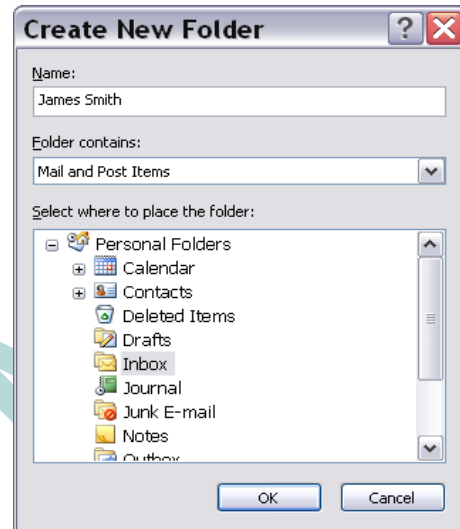 Create New Folder
Name:
James Smith
Folder contains:
Mail and Post Items
Select where to place the folder:
Personal Folders
Calendar
Contacts
Deleted Items
Drafts
Inbox
Journal
Junk E-mail
Notes
Outbox
OK Cancel